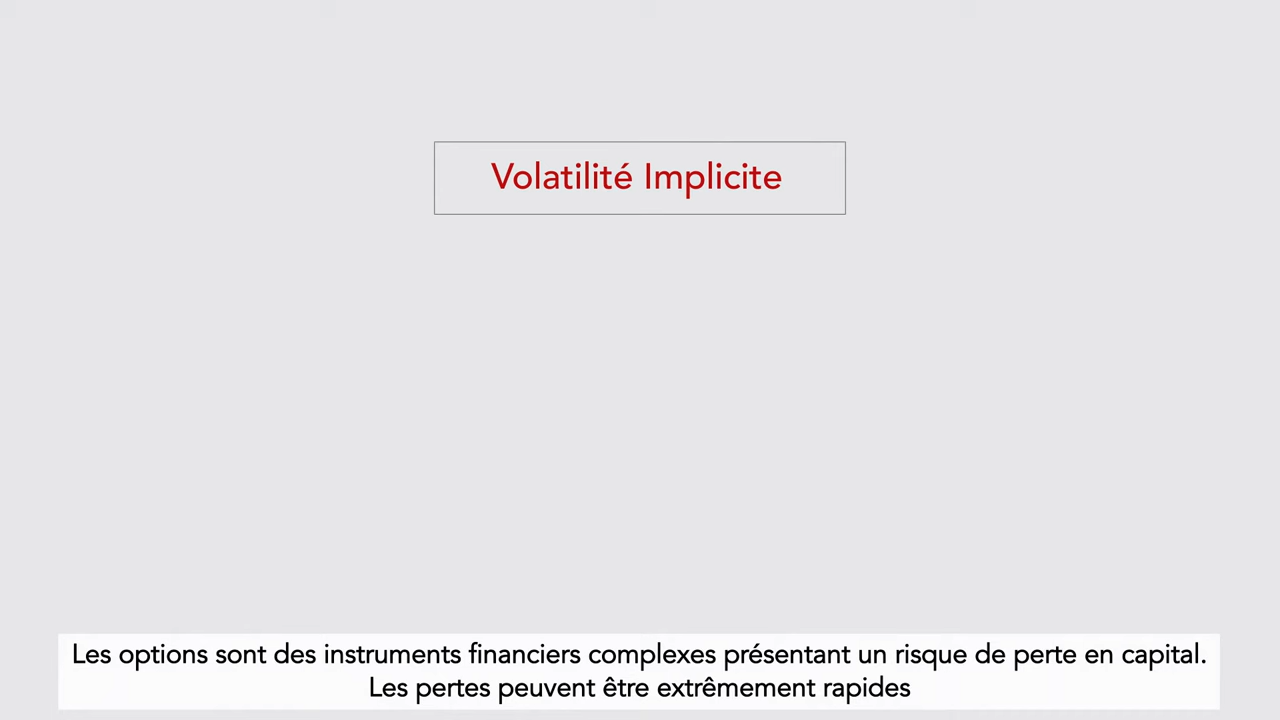 Volatilité Implicite
Les options sont des instruments financiers complexes présentant un risque de perte en capital.
Les pertes peuvent être extrêmement rapides